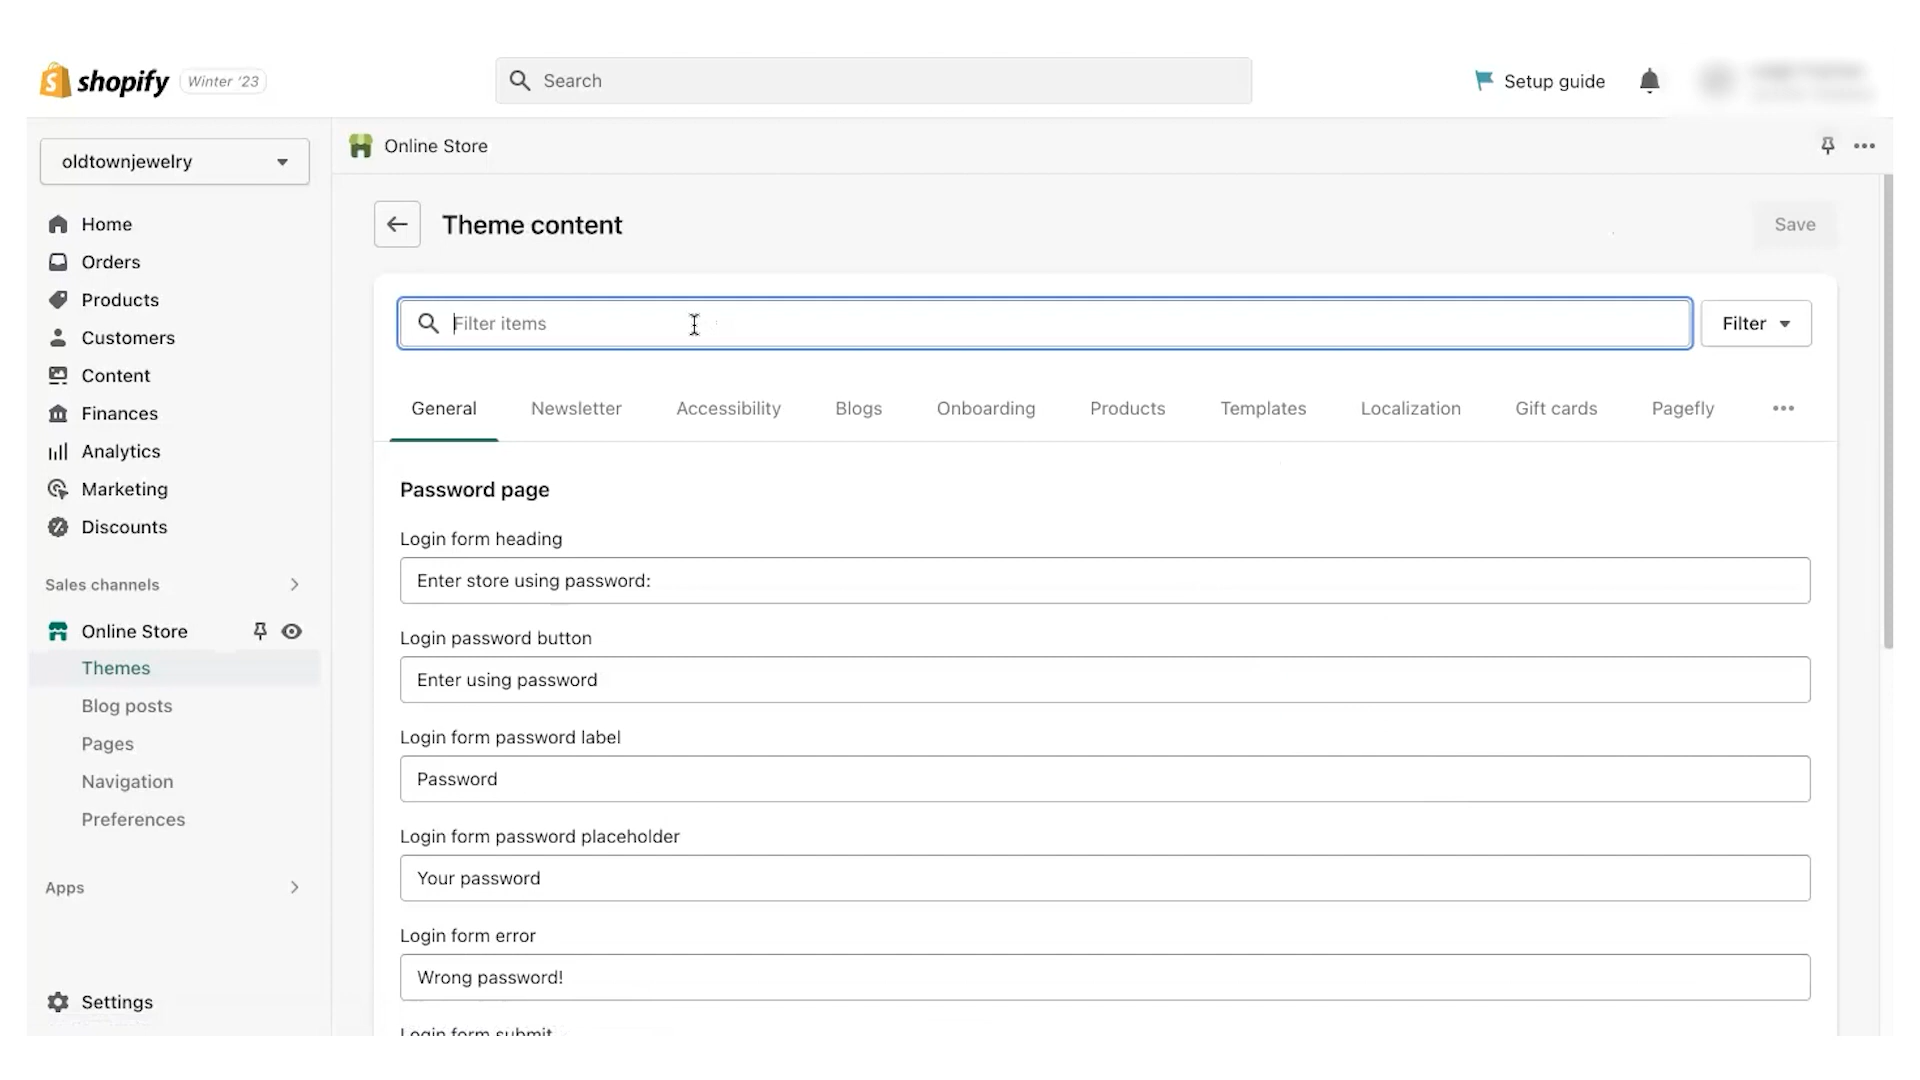 shopify Winter '23
Search
Setup guide
oldtownjewelry
Home
Orders
Products
Customers
Content
Finances
Analytics
Marketing
Discounts
Sales channels
Online Store
Themes
Blog posts
Pages
Navigation
Preferences
Apps
Settings
Online Store
Theme content
Save
Filter items
Filter
General Newsletter Accessibility Blogs Onboarding Products Templates Localization Gift cards Pagefly
Password page
Login form heading
Enter store using password:
Login password button
Enter using password
Login form password label
Password
Login form password placeholder
Your password
Login form error
Wrong password!
Login form submit